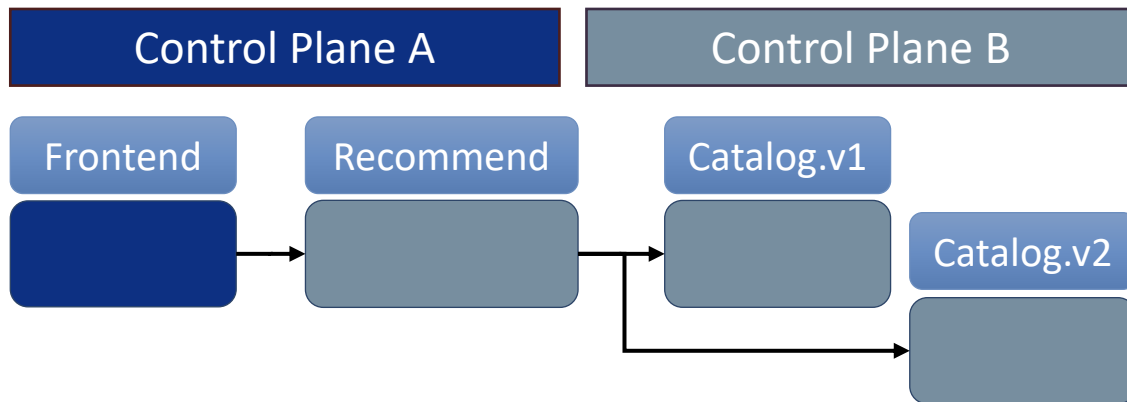 Control Plane A
Control Plane B
Frontend
Recommend
Catalog.v1
Catalog.v2